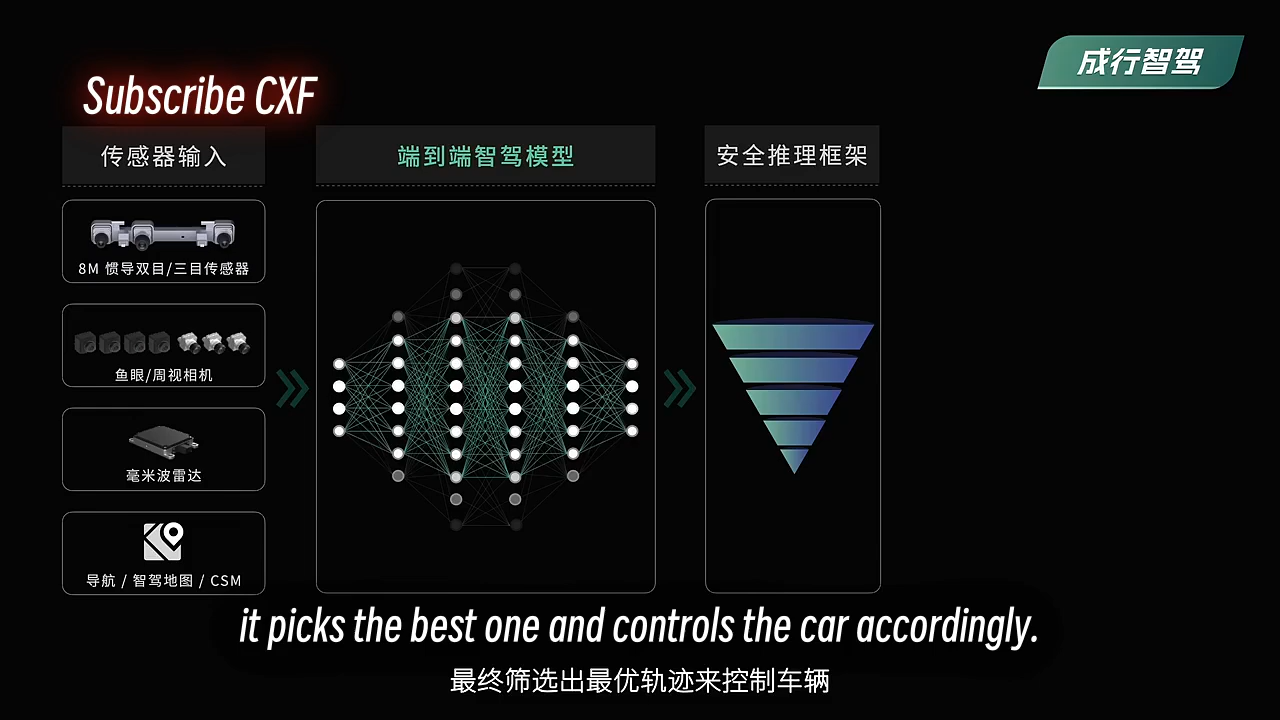 成行智驾
Subscribe CXF
传感器输入
端到端智驾模型
安全推理框架
8M 惯导双目/三目传感器
鱼眼/周视相机
毫米波雷达
导航 / 智驾地图 / CSM
it picks the best one and controls the car accordingly.
最终筛选出最优轨迹来控制车辆